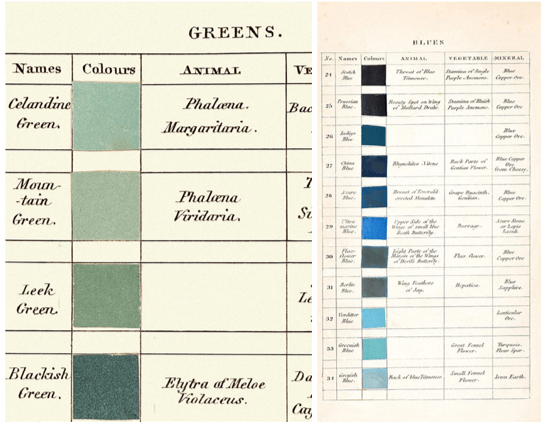 GREENS.
Names Colours ANIMAL VE
Celandine
Green.
Phalæna.
Margaritaria.
Bac
Moun-
-tain
Green.
Phalæna
Viridaria.
T
Su
Leek
Green.
Le
Blackish
Green.
Elytra of Meloe
Violaceus.
Da
Cay
BLUES
No. Names Colours ANIMAL VEGETABLE MINERAL
24 Scotch
Blue
Throat of Blue
Titmouse.
Stamina of Single
Purple Anemone.
Blue
Copper Ore.
25 Prussian
Blue.
Beauty Spot on Wing
of Mallard Drake.
Stamina of Bluish
Purple Anemone.
Blue
Copper Ore
26 Indigo
Blue
Blue
Copper Ore.
27 China
Blue
Rhynchites Nitens
Back Parts of
Gentian Flower.
Blue Copper Ore
from Chessy.
28 Azure
Blue.
Breast of Emerald
crested Manakin
Grape Hyacinth,
Gentian.
Blue
Copper Ore
29 Ultra
marine
Blue.
Upper Side of the
Wings of small blue
Heath Butterfly.
Borrage.
Azure Stone
or Lapis
Lazuli.
30 Flax-
flower
Blue.
Light Parts of the
Margin of the Wings
of Devil's Butterfly.
Flax flower.
Blue
Copper Ore.
31 Berlin
Blue.
Wing Feathers
of Jay.
Hepatica.
Blue
Sapphire.
32 Verditter
Blue
Lenticular
Ore.
33 Greenish
Blue
Great Fennel
Flower.
Turquois.
Fluor Spar.
34 Greyish
Blue
Back of blue Titmouse
Small Fennel
Flower.
Iron Earth.